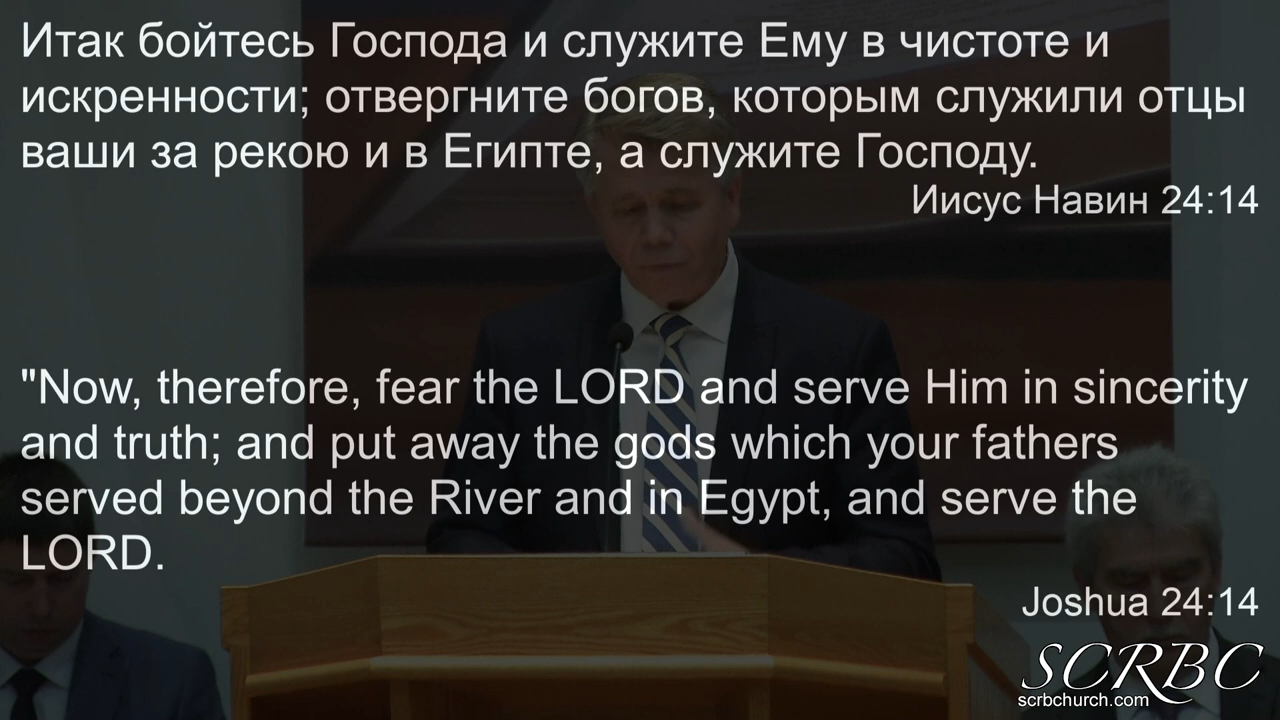 Итак бойтесь Господа и служите Ему в чистоте и
искренности; отвергните богов, которым служили отцы
ваши за рекою и в Египте, а служите Господу.
Иисус Навин 24:14
"Now, therefore, fear the LORD and serve Him in sincerity
and truth; and put away the gods which your fathers
served beyond the River and in Egypt, and serve the
LORD.
Joshua 24:14
SCRBC
scrbchurch.com